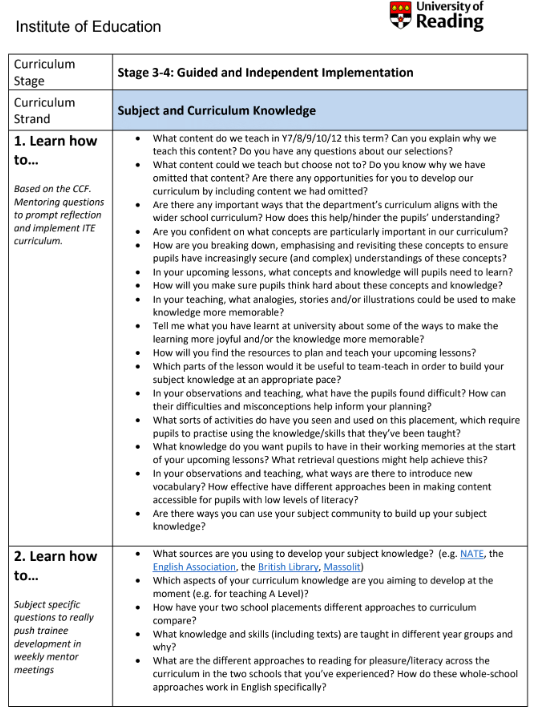 Institute of Education
University of
Reading
Curriculum
Stage
Stage 3-4: Guided and Independent Implementation
Curriculum
Strand
Subject and Curriculum Knowledge
1. Learn how
to…
Based on the CCF.
Mentoring questions
to prompt reflection
and implement ITE
curriculum.
• What content do we teach in Y7/8/9/10/12 this term? Can you explain why we
teach this content? Do you have any questions about our selections?
• What content could we teach but choose not to? Do you know why we have
omitted that content? Are there any opportunities for you to develop our
curriculum by including content we had omitted?
• Are there any important ways that the department's curriculum aligns with the
wider school curriculum? How does this help/hinder the pupils' understanding?
• Are you confident on what concepts are particularly important in our curriculum?
• How are you breaking down, emphasising and revisiting these concepts to ensure
pupils have increasingly secure (and complex) understandings of these concepts?
• In your upcoming lessons, what concepts and knowledge will pupils need to learn?
• How will you make sure pupils think hard about these concepts and knowledge?
• In your teaching, what analogies, stories and/or illustrations could be used to make
knowledge more memorable?
• Tell me what you have learnt at university about some of the ways to make the
learning more joyful and/or the knowledge more memorable?
• How will you find the resources to plan and teach your upcoming lessons?
• Which parts of the lesson would it be useful to team-teach in order to build your
subject knowledge at an appropriate pace?
• In your observations and teaching, what have the pupils found difficult? How can
their difficulties and misconceptions help inform your planning?
• What sorts of activities do have you seen and used on this placement, which require
pupils to practise using the knowledge/skills that they've been taught?
• What knowledge do you want pupils to have in their working memories at the start
of your upcoming lessons? What retrieval questions might help achieve this?
• In your observations and teaching, what ways are there to introduce new
vocabulary? How effective have different approaches been in making content
accessible for pupils with low levels of literacy?
• Are there ways you can use your subject community to build up your subject
knowledge?
2. Learn how
to…
Subject specific
questions to really
push trainee
development in
weekly mentor
meetings
• What sources are you using to develop your subject knowledge? (e.g. NATE, the
English Association, the British Library, Massolit)
• Which aspects of your curriculum knowledge are you aiming to develop at the
moment (e.g. for teaching A Level)?
• How have your two school placements different approaches to curriculum
compare?
• What knowledge and skills (including texts) are taught in different year groups and
why?
• What are the different approaches to reading for pleasure/literacy across the
curriculum in the two schools that you've experienced? How do these whole-school
approaches work in English specifically?